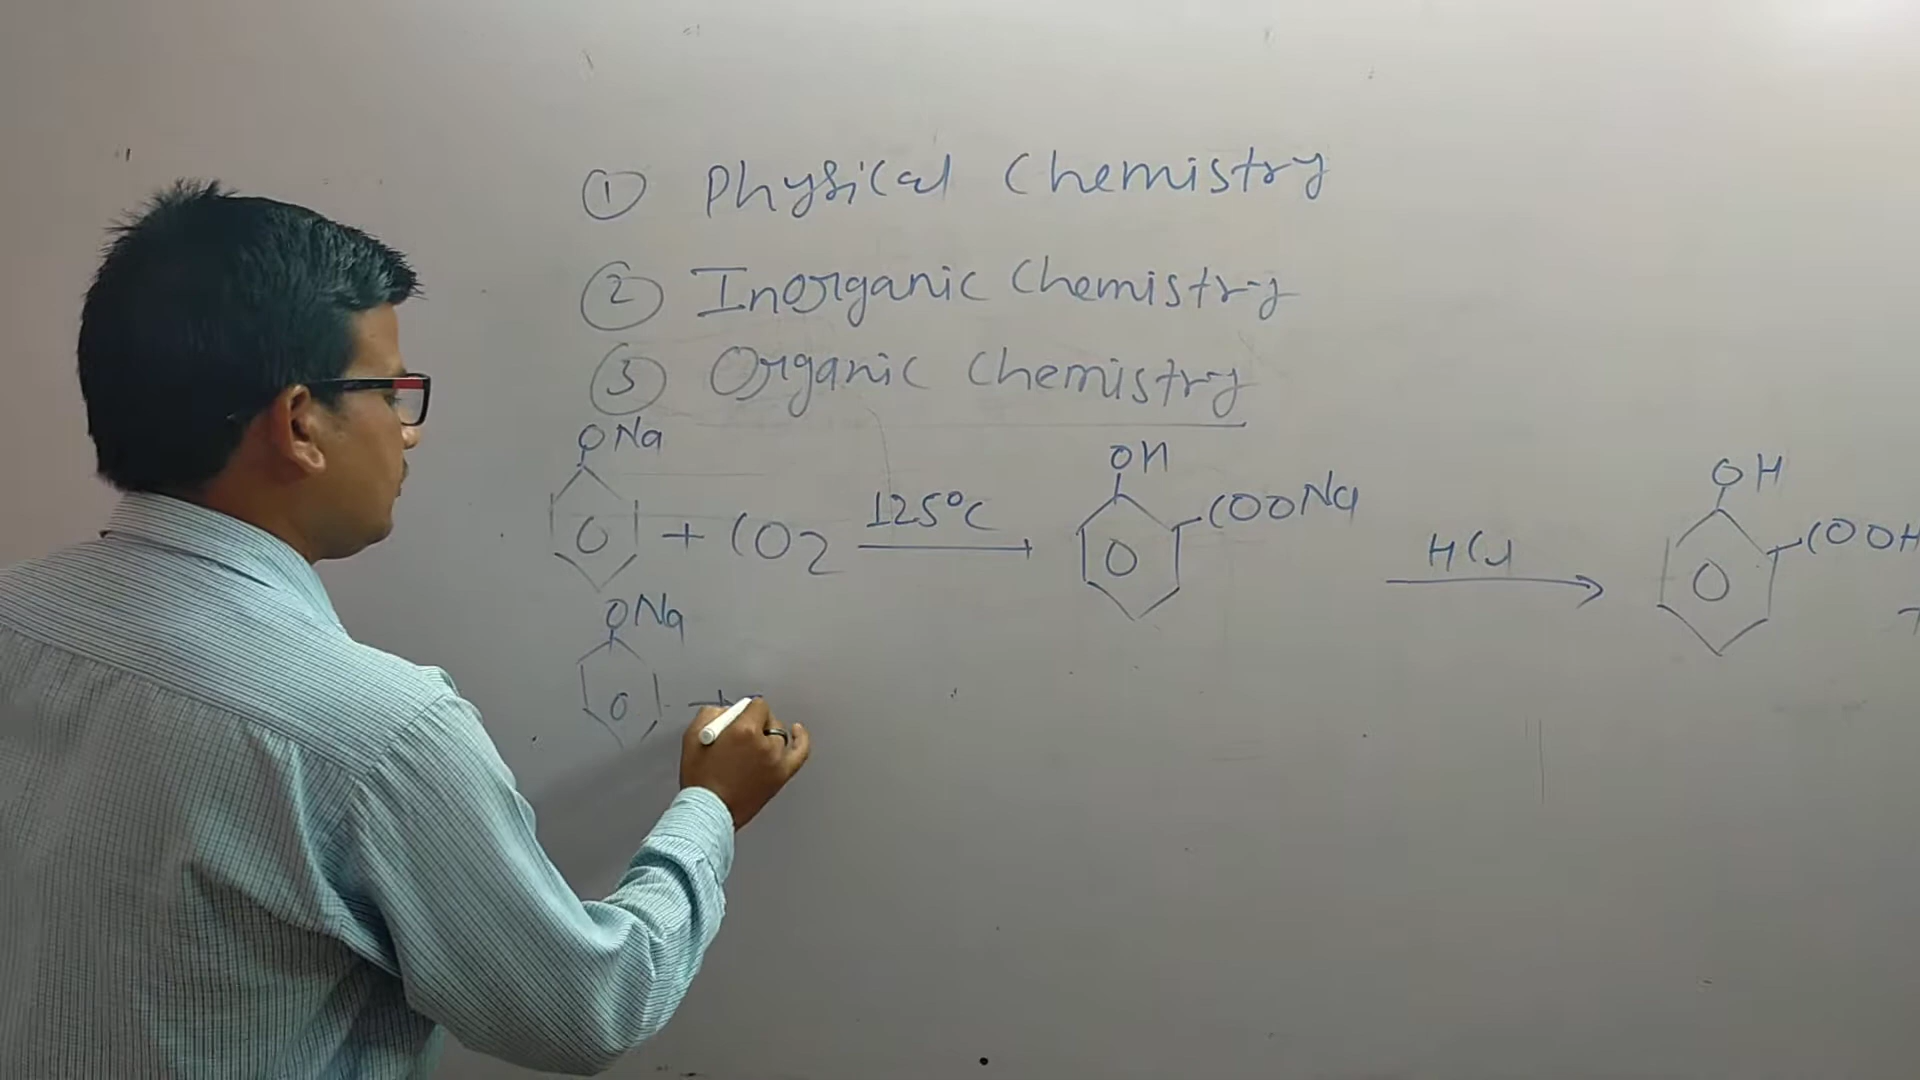 ① Physical Chemistry
② Inorganic Chemistry
③ Organic Chemistry
ONa + CO2 125°C OH COONa HCl OH COOH
ONa +